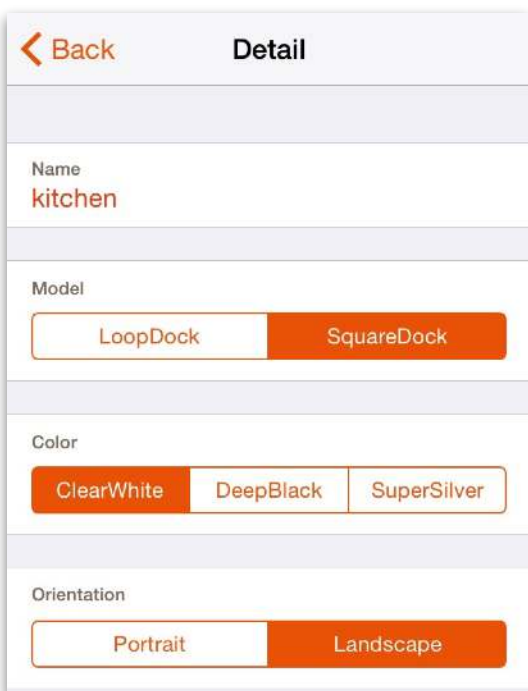 Back Detail
Name
kitchen
Model
LoopDock SquareDock
Color
ClearWhite DeepBlack SuperSilver
Orientation
Portrait Landscape